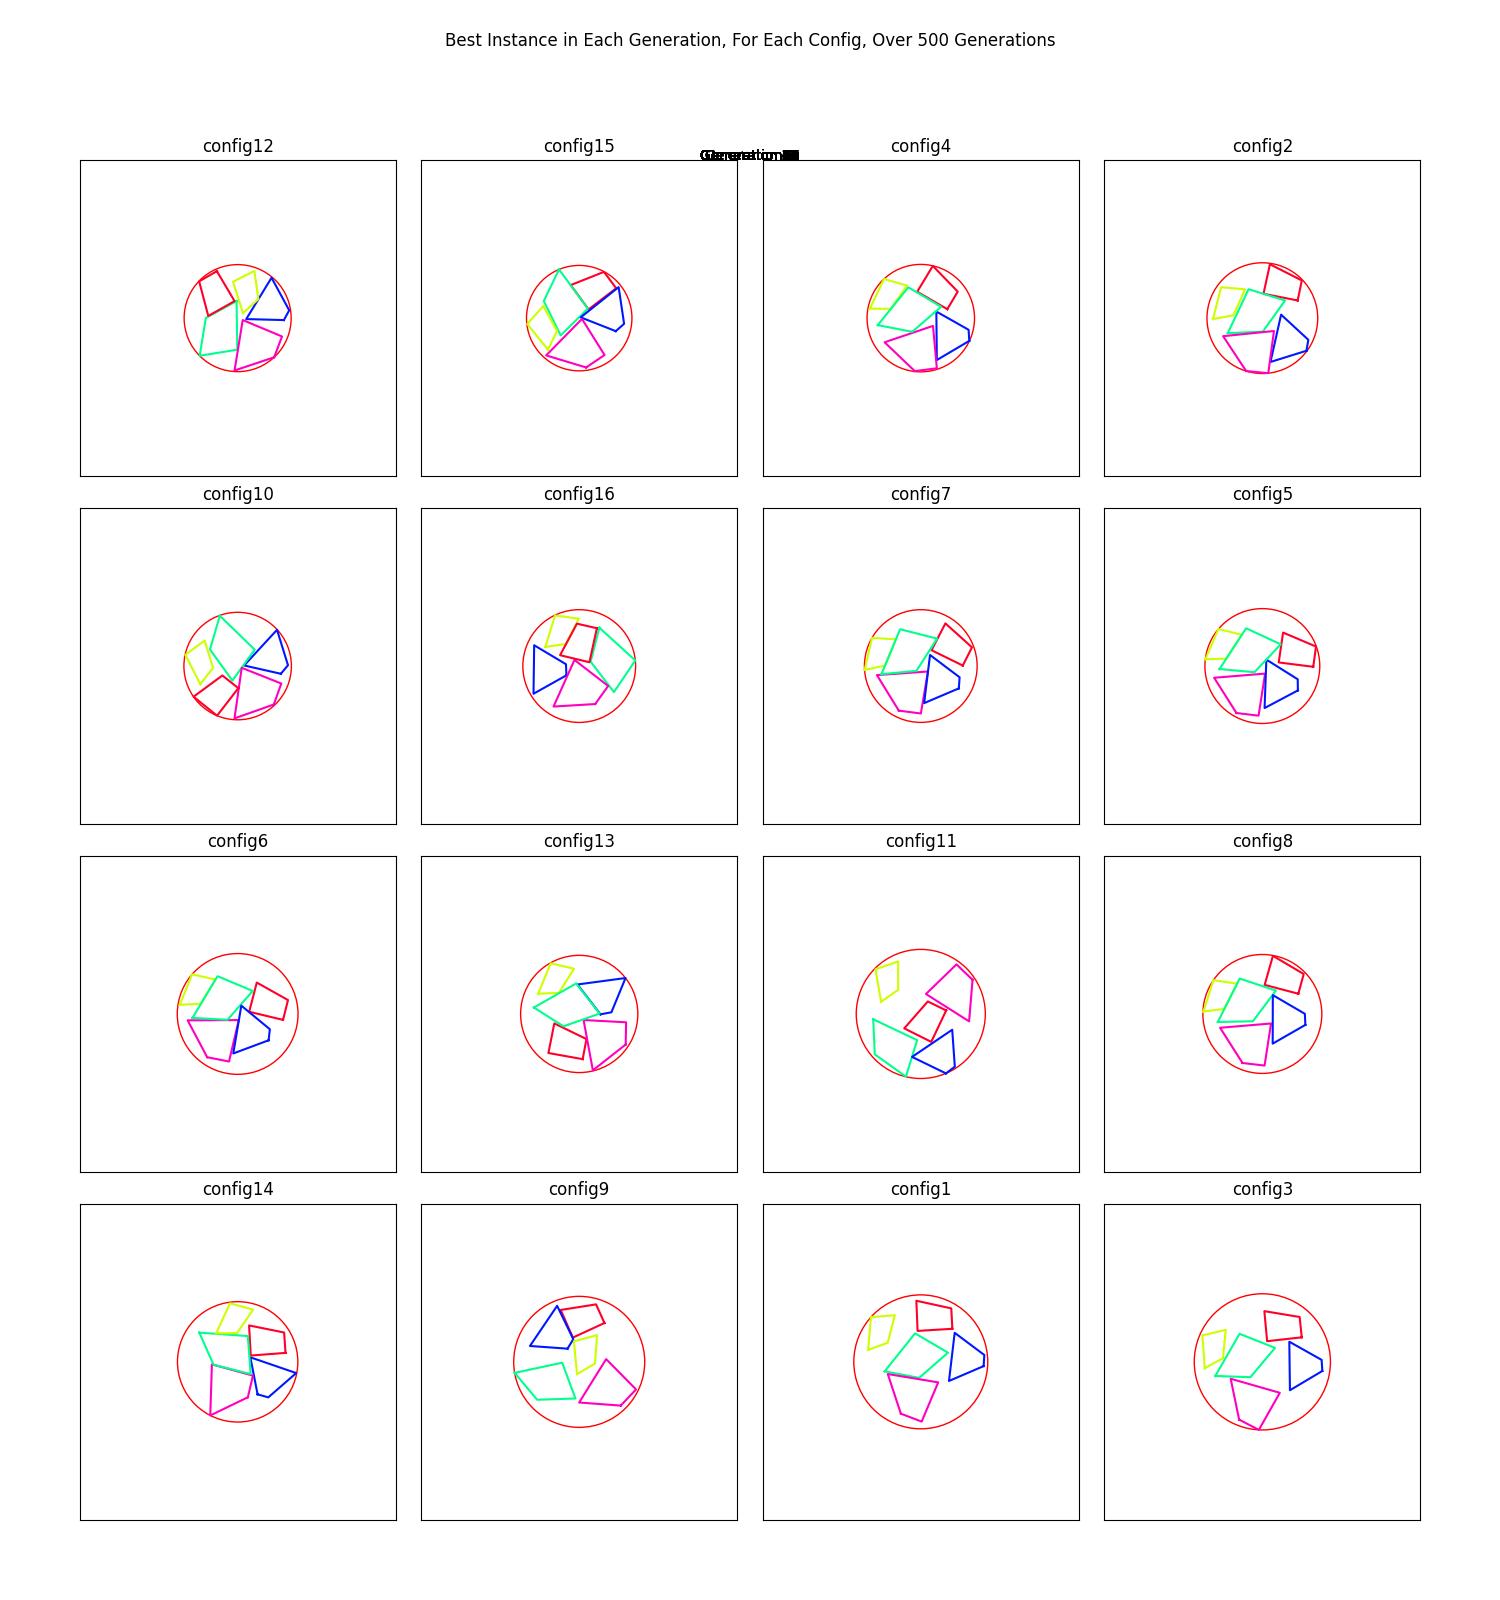 Best Instance in Each Generation, For Each Config, Over 500 Generations
config12
config15
config4
config2
config10
config16
config7
config5
config6
config13
config11
config8
config14
config9
config1
config3